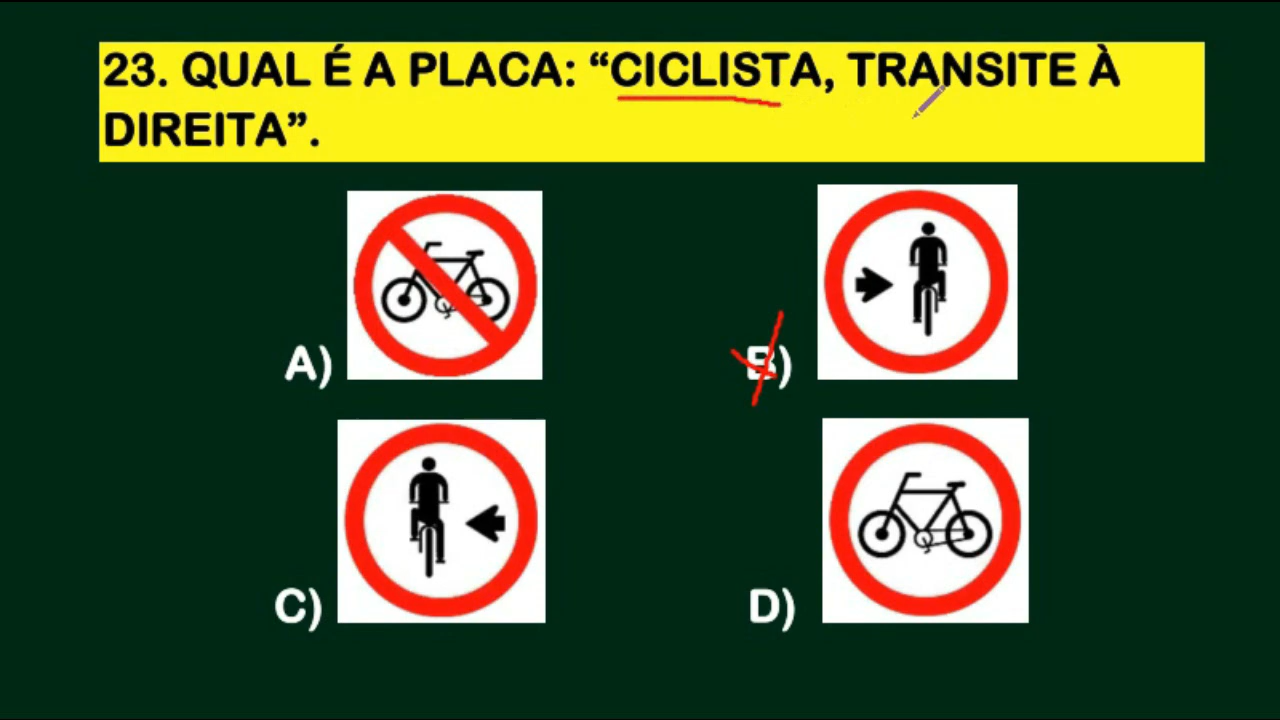 23. QUAL É A PLACA: “CICLISTA, TRANSITE À
DIREITA”.
A)
B)
C)
D)